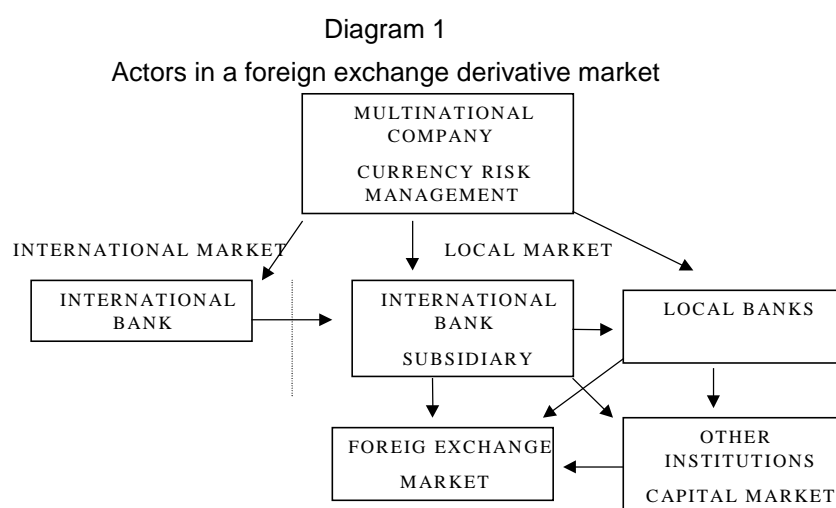 Diagram 1
Actors in a foreign exchange derivative market
MULTINATIONAL
COMPANY
CURRENCY RISK
MANAGEMENT
INTERNATIONAL MARKET
LOCAL MARKET
INTERNATIONAL
BANK
INTERNATIONAL
BANK
SUBSIDIARY
LOCAL BANKS
FOREIG EXCHANGE
MARKET
OTHER
INSTITUTIONS
CAPITAL MARKET